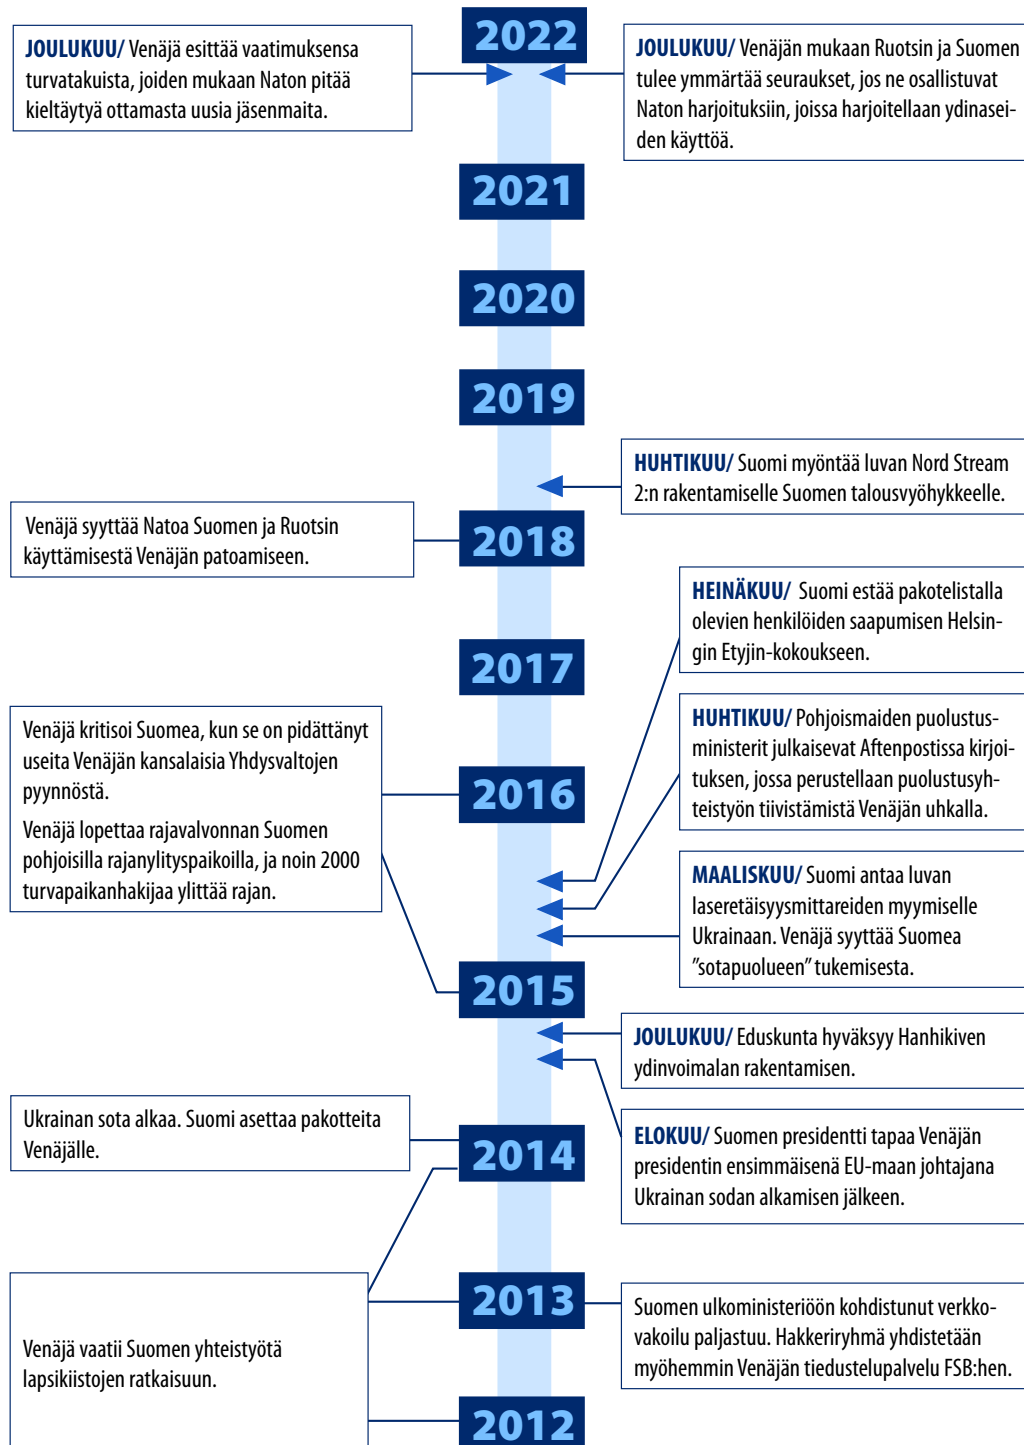 2022
JOULUKUU/ Venäjä esittää vaatimuksensa
turvatakuista, joiden mukaan Naton pitää
kieltäytyä ottamasta uusia jäsenmaita.
JOULUKUU/ Venäjän mukaan Ruotsin ja Suomen
tulee ymmärtää seuraukset, jos ne osallistuvat
Naton harjoituksiin, joissa harjoitellaan ydinasei-
den käyttöä.
2021
2020
2019
HUHTIKUU/ Suomi myöntää luvan Nord Stream
2:n rakentamiselle Suomen talousvyöhykkeelle.
Venäjä syyttää Natoa Suomen ja Ruotsin
käyttämisestä Venäjän patoamiseen.
2018
HEINÄKUU/ Suomi estää pakotelistalla
olevien henkilöiden saapumisen Helsin-
gin Etyjin-kokoukseen.
2017
HUHTIKUU/ Pohjoismaiden puolustus-
ministerit julkaisevat Aftenpostissa kirjoi-
tuksen, jossa perustellaan puolustusyh-
teistyön tiivistämistä Venäjän uhkalla.
Venäjä kritisoi Suomea, kun se on pidättänyt
useita Venäjän kansalaisia Yhdysvaltojen
pyynnöstä.
Venäjä lopettaa rajavalvonnan Suomen
pohjoisilla rajanylityspaikoilla, ja noin 2000
turvapaikanhakijaa ylittää rajan.
2016
MAALISKUU/ Suomi antaa luvan
laseretäisyysmittareiden myymiselle
Ukrainaan. Venäjä syyttää Suomea
”sotapuolueen” tukemisesta.
2015
JOULUKUU/ Eduskunta hyväksyy Hanhikiven
ydinvoimalan rakentamisen.
Ukrainan sota alkaa. Suomi asettaa pakotteita
Venäjälle.
2014
ELOKUU/ Suomen presidentti tapaa Venäjän
presidentin ensimmäisenä EU-maan johtajana
Ukrainan sodan alkamisen jälkeen.
2013
Suomen ulkoministeriöön kohdistunut verkko-
vakoilu paljastuu. Hakkeriryhmä yhdistetään
myöhemmin Venäjän tiedustelupalvelu FSB:hen.
Venäjä vaatii Suomen yhteistyötä
lapsikiistojen ratkaisuun.
2012